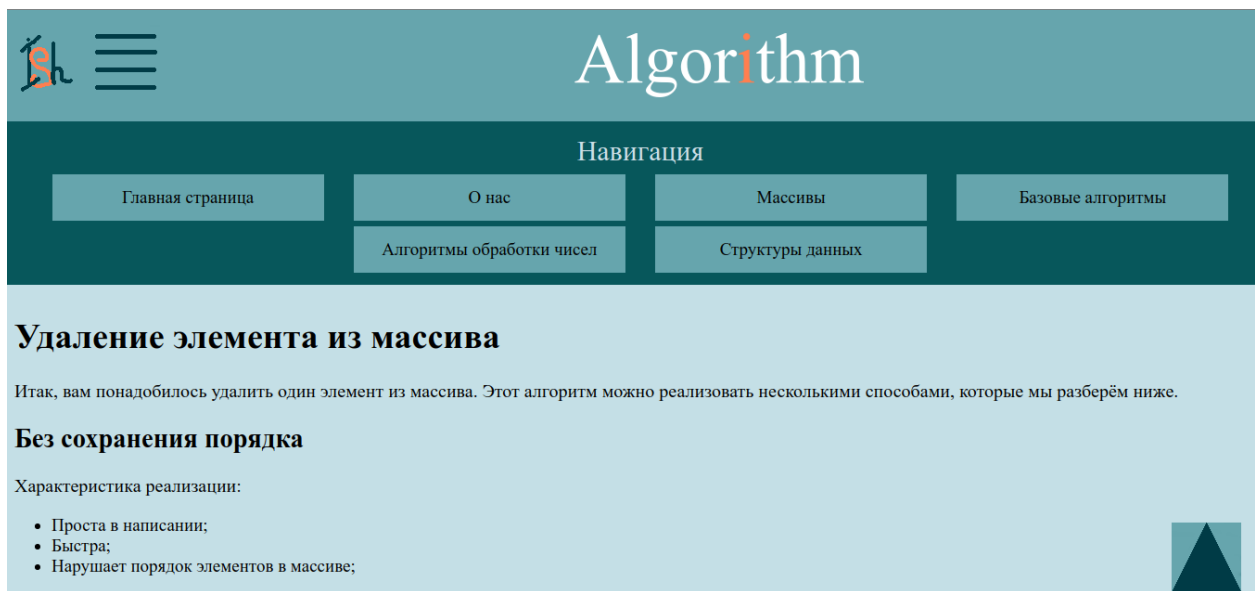 Algorithm
Навигация
Главная страница
О нас
Массивы
Базовые алгоритмы
Алгоритмы обработки чисел
Структуры данных
Удаление элемента из массива
Итак, вам понадобилось удалить один элемент из массива. Этот алгоритм можно реализовать несколькими способами, которые мы разберём ниже.
Без сохранения порядка
Характеристика реализации:
• Проста в написании;
• Быстра;
• Нарушает порядок элементов в массиве;